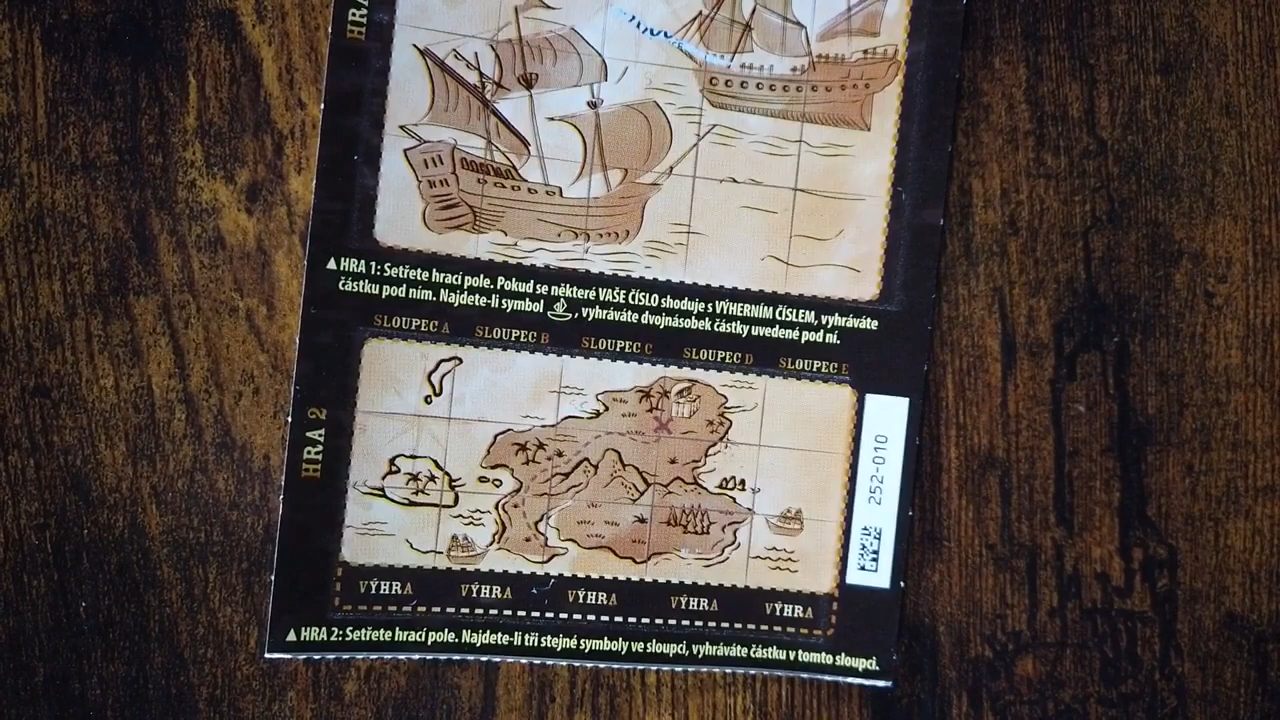 HRA
▲HRA 1: Setřete hrací pole. Pokud se některé VAŠE ČÍSLO shoduje s VÝHERNÍM ČÍSLEM, vyhráváte
částku pod ním. Najdete-li symbol , vyhráváte dvojnásobek částky uvedené pod ní.
SLOUPEC A SLOUPEC B SLOUPEC C SLOUPEC D SLOUPEC E
HRA 2
252-010
VÝHRA VÝHRA VÝHRA VÝHRA VÝHRA
▲HRA 2: Setřete hrací pole. Najdete-li tři stejné symboly ve sloupci, vyhráváte částku v tomto sloupci.